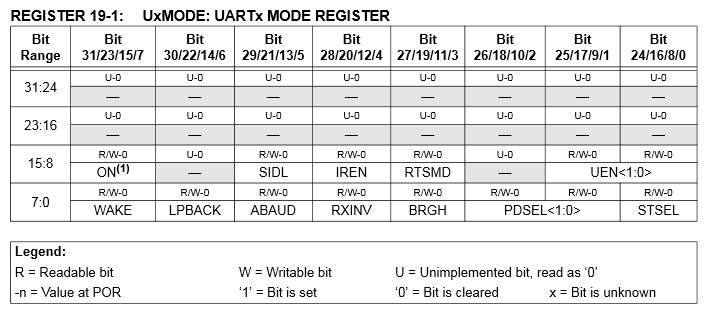 REGISTER 19-1: UxMODE: UARTx MODE REGISTER
Bit Range Bit 31/23/15/7 Bit 30/22/14/6 Bit 29/21/13/5 Bit 28/20/12/4 Bit 27/19/11/3 Bit 26/18/10/2 Bit 25/17/9/1 Bit 24/16/8/0
31:24 U-0 U-0 U-0 U-0 U-0 U-0 U-0 U-0
— — — — — — — —
23:16 U-0 U-0 U-0 U-0 U-0 U-0 U-0 U-0
— — — — — — — —
15:8 R/W-0 U-0 R/W-0 R/W-0 R/W-0 U-0 R/W-0 R/W-0
ON(1) — SIDL IREN RTSMD — UEN<1:0>
7:0 R/W-0 R/W-0 R/W-0 R/W-0 R/W-0 R/W-0 R/W-0 R/W-0
WAKE LPBACK ABAUD RXINV BRGH PDSEL<1:0> STSEL
Legend:
R = Readable bit W = Writable bit U = Unimplemented bit, read as ‘0’
-n = Value at POR ‘1’ = Bit is set ‘0’ = Bit is cleared x = Bit is unknown